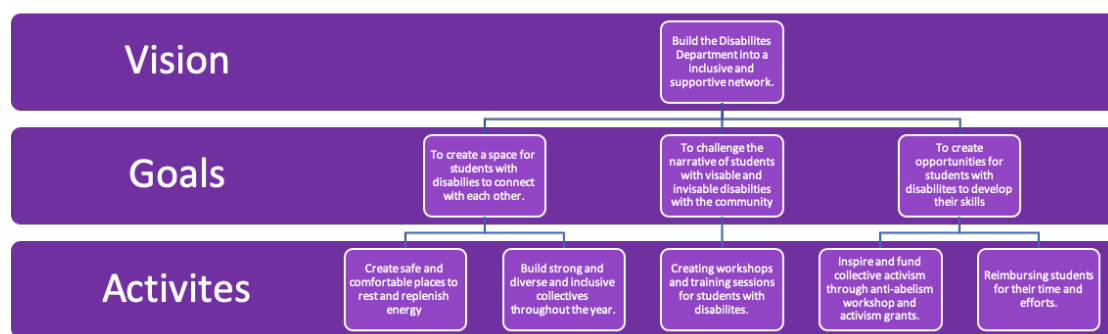 Vision
Build the Disabilites
Department into a
inclusive and
supportive network.
Goals
To create a space for
students with
disabilies to connect
with each other.
To challenge the
narrative of students
with visable and
invisable disabilties
with the community
To create
opportunities for
students with
disabilites to develop
their skills
Activites
Create safe and
comfortable places to
rest and replenish
energy
Build strong and
diverse and inclusive
collectives
throughout the year.
Creating workshops
and training sessions
for students with
disabilites.
Inspire and fund
collective activism
through anti-abelism
workshop and
activism grants.
Reimbursing students
for their time and
efforts.